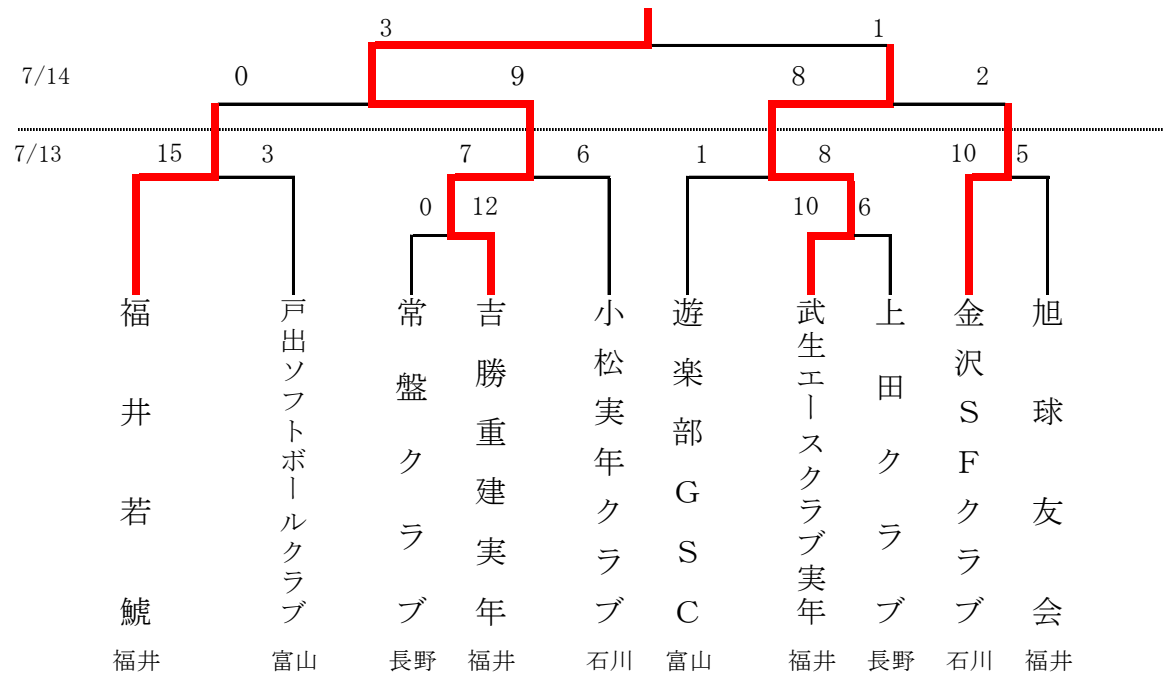 3 1
7/14 0 9 8 2
7/13 15 3 7 6 1 8 10 5
0 12 10 6
福井若鯱
戸出ソフトボールクラブ
常盤クラブ
吉勝重建実年
小松実年クラブ
遊楽部GSC
武生エースクラブ実年
上田クラブ
金沢SFクラブ
旭球友会
福井 富山 長野 福井 石川 富山 福井 長野 石川 福井